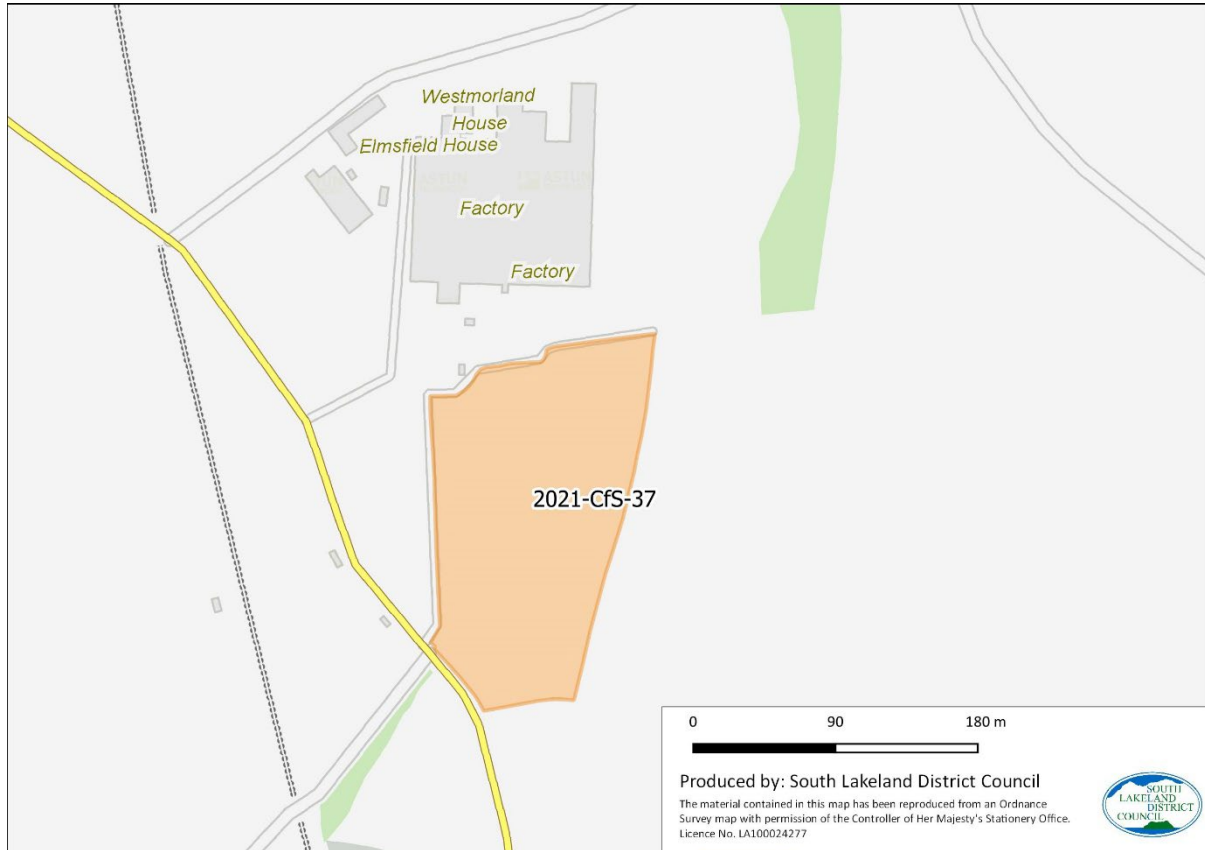 Westmorland
House
Elmsfield House
ASTUN
ASTUN
Factory
Factory
2021-CfS-37
0 90 180 m
Produced by: South Lakeland District Council
The material contained in this map has been reproduced from an Ordnance
Survey map with permission of the Controller of Her Majesty's Stationery Office.
Licence No. LA100024277
SOUTH
LAKELAND
DISTRICT
COUNCIL